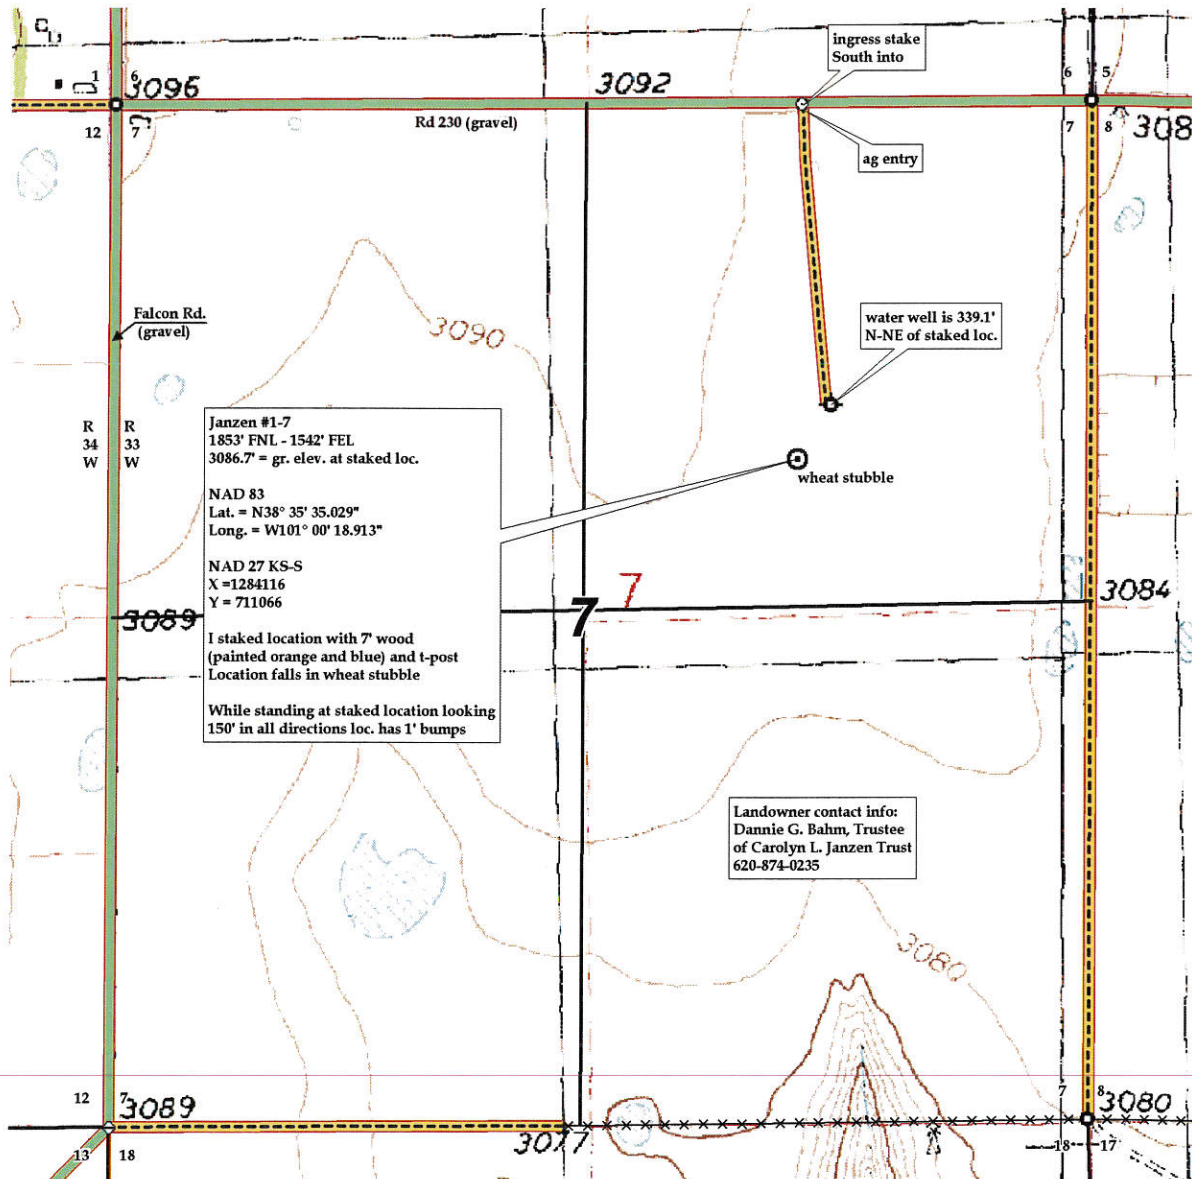 ingress stake
South into
1 6 3096
3092
6 5
12 7
Rd 230 (gravel)
7 8 308
ag entry
Falcon Rd.
(gravel)
3090
water well is 339.1'
N-NE of staked loc.
R R
34 33
W W
Janzen #1-7
1853' FNL - 1542' FEL
3086.7' = gr. elev. at staked loc.
NAD 83
Lat. = N38° 35' 35.029"
Long. = W101° 00' 18.913"
NAD 27 KS-S
X =1284116
Y = 711066
I staked location with 7' wood
(painted orange and blue) and t-post
Location falls in wheat stubble
While standing at staked location looking
150' in all directions loc. has 1' bumps
wheat stubble
3089
7 7
3084
Landowner contact info:
Dannie G. Bahm, Trustee
of Carolyn L. Janzen Trust
620-874-0235
3080
12 7 3089
7 8 3080
3077
13 18
18 17